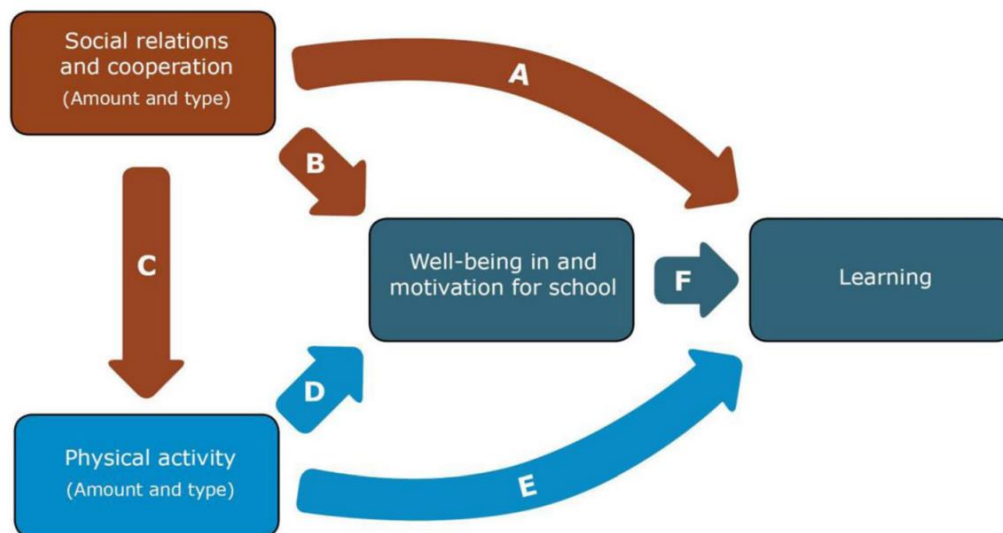 Social relations
and cooperation
(Amount and type)
A
B
C
Well-being in and
motivation for school
F
Learning
D
Physical activity
(Amount and type)
E